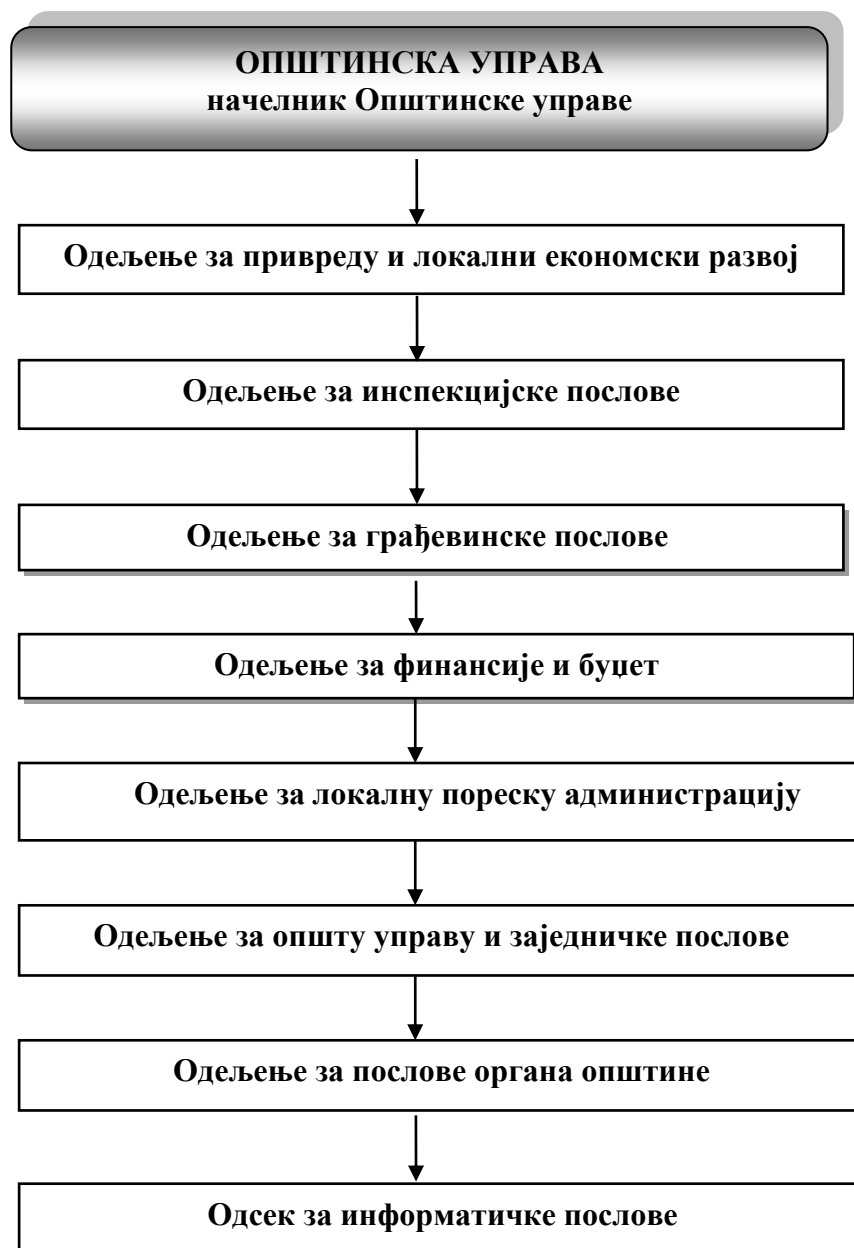 ОПШТИНСКА УПРАВА
начелник Општинске управе
Одељење за привреду и локални економски развој
Одељење за инспекцијске послове
Одељење за грађевинске послове
Одељење за финансије и буџет
Одељење за локалну пореску администрацију
Одељење за општу управу и заједничке послове
Одељење за послове органа општине
Одсек за информатичке послове